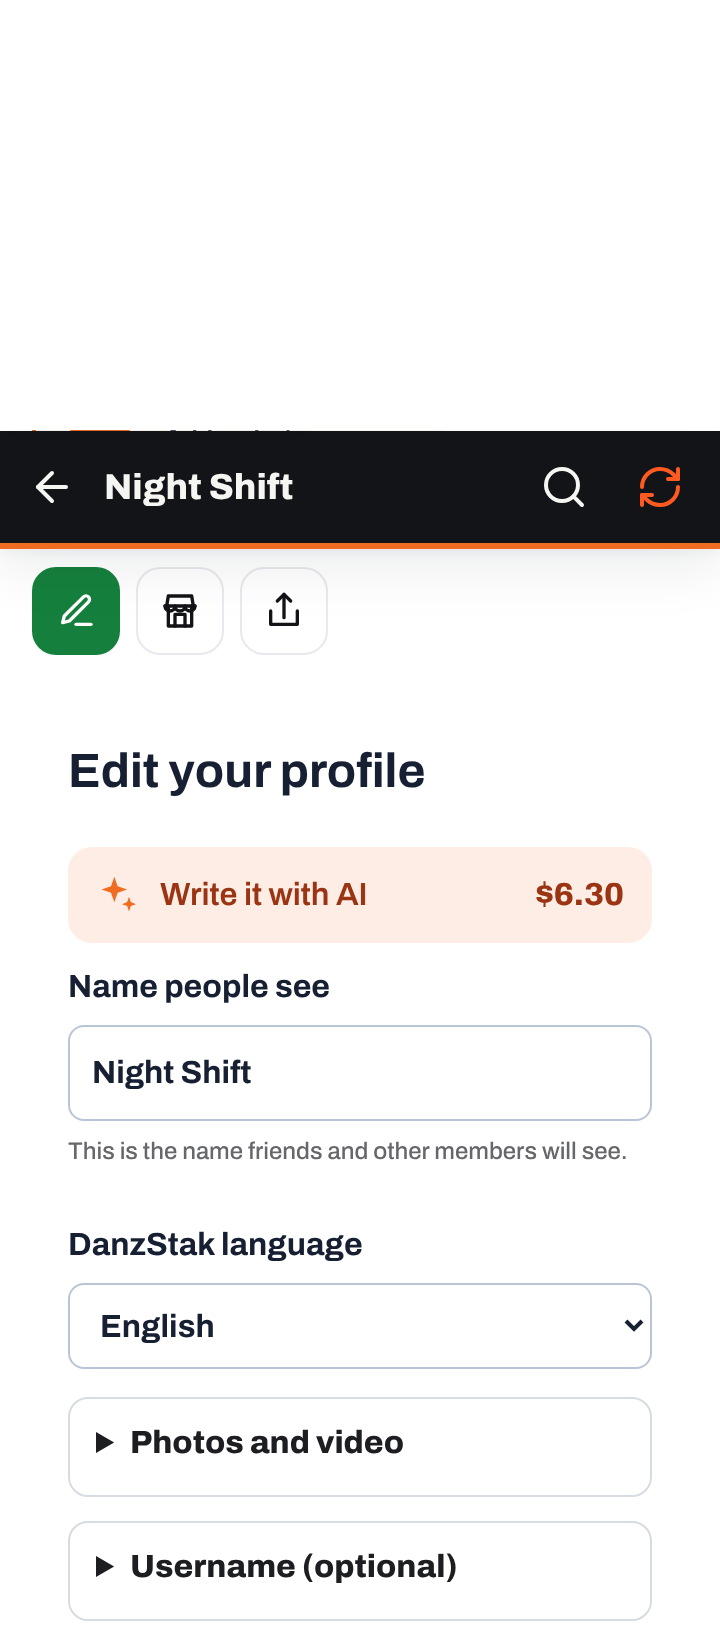 Night Shift
Edit your profile
Write it with AI $6.30
Name people see
Night Shift
This is the name friends and other members will see.
DanzStak language
English
Photos and video
Username (optional)